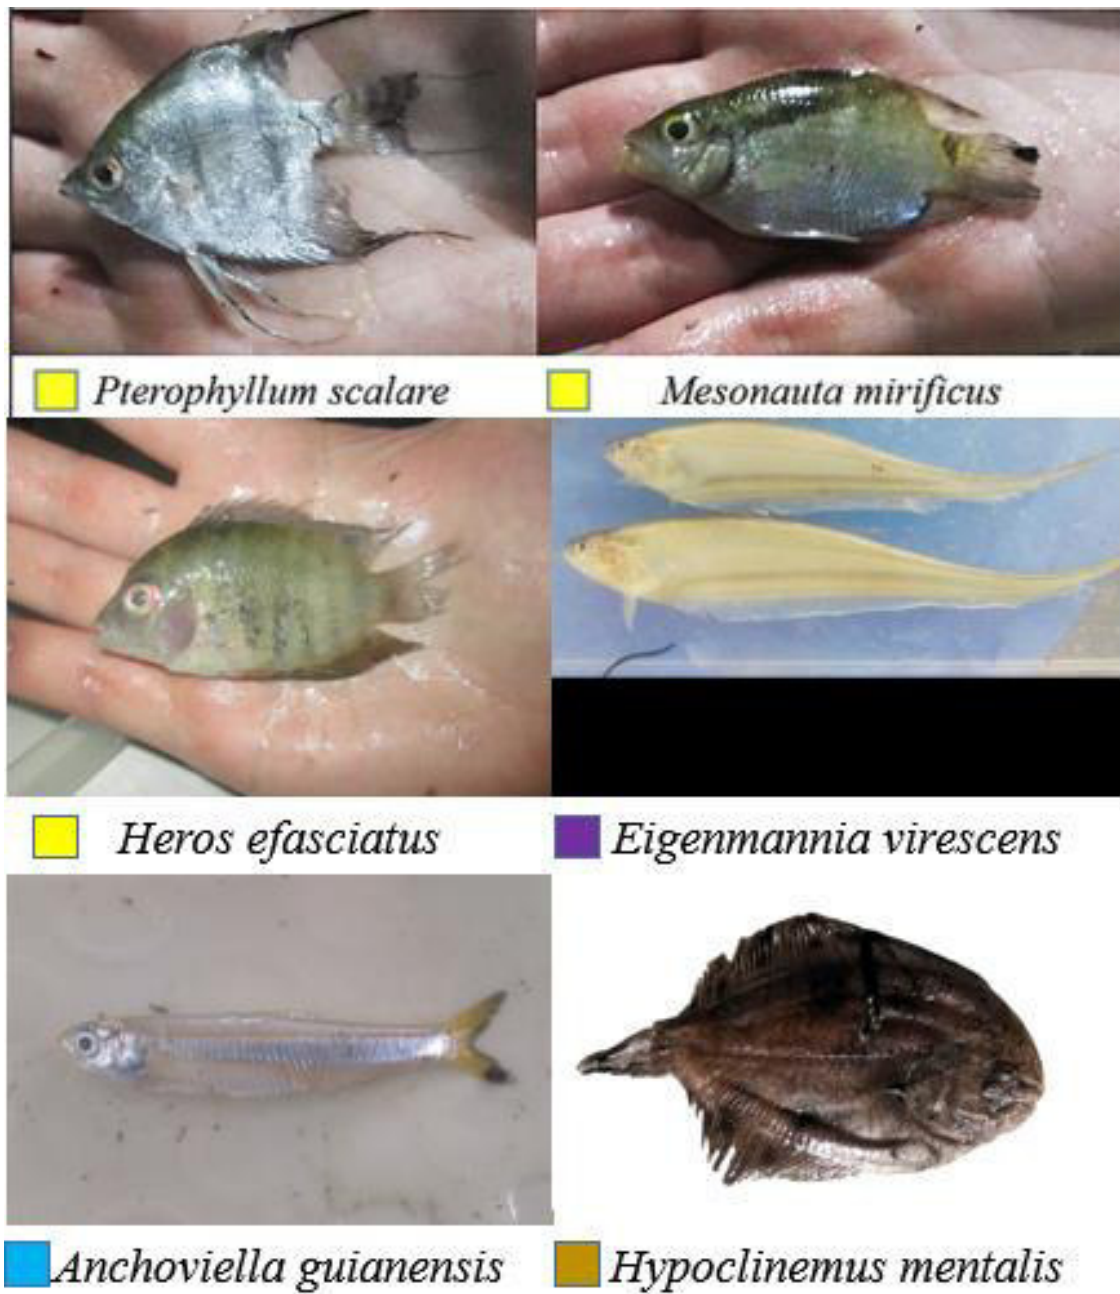 Pterophyllum scalare
Mesonauta mirificus
Heros efasciatus
Eigenmannia virescens
Anchoviella guianensis
Hypoclinemus mentalis